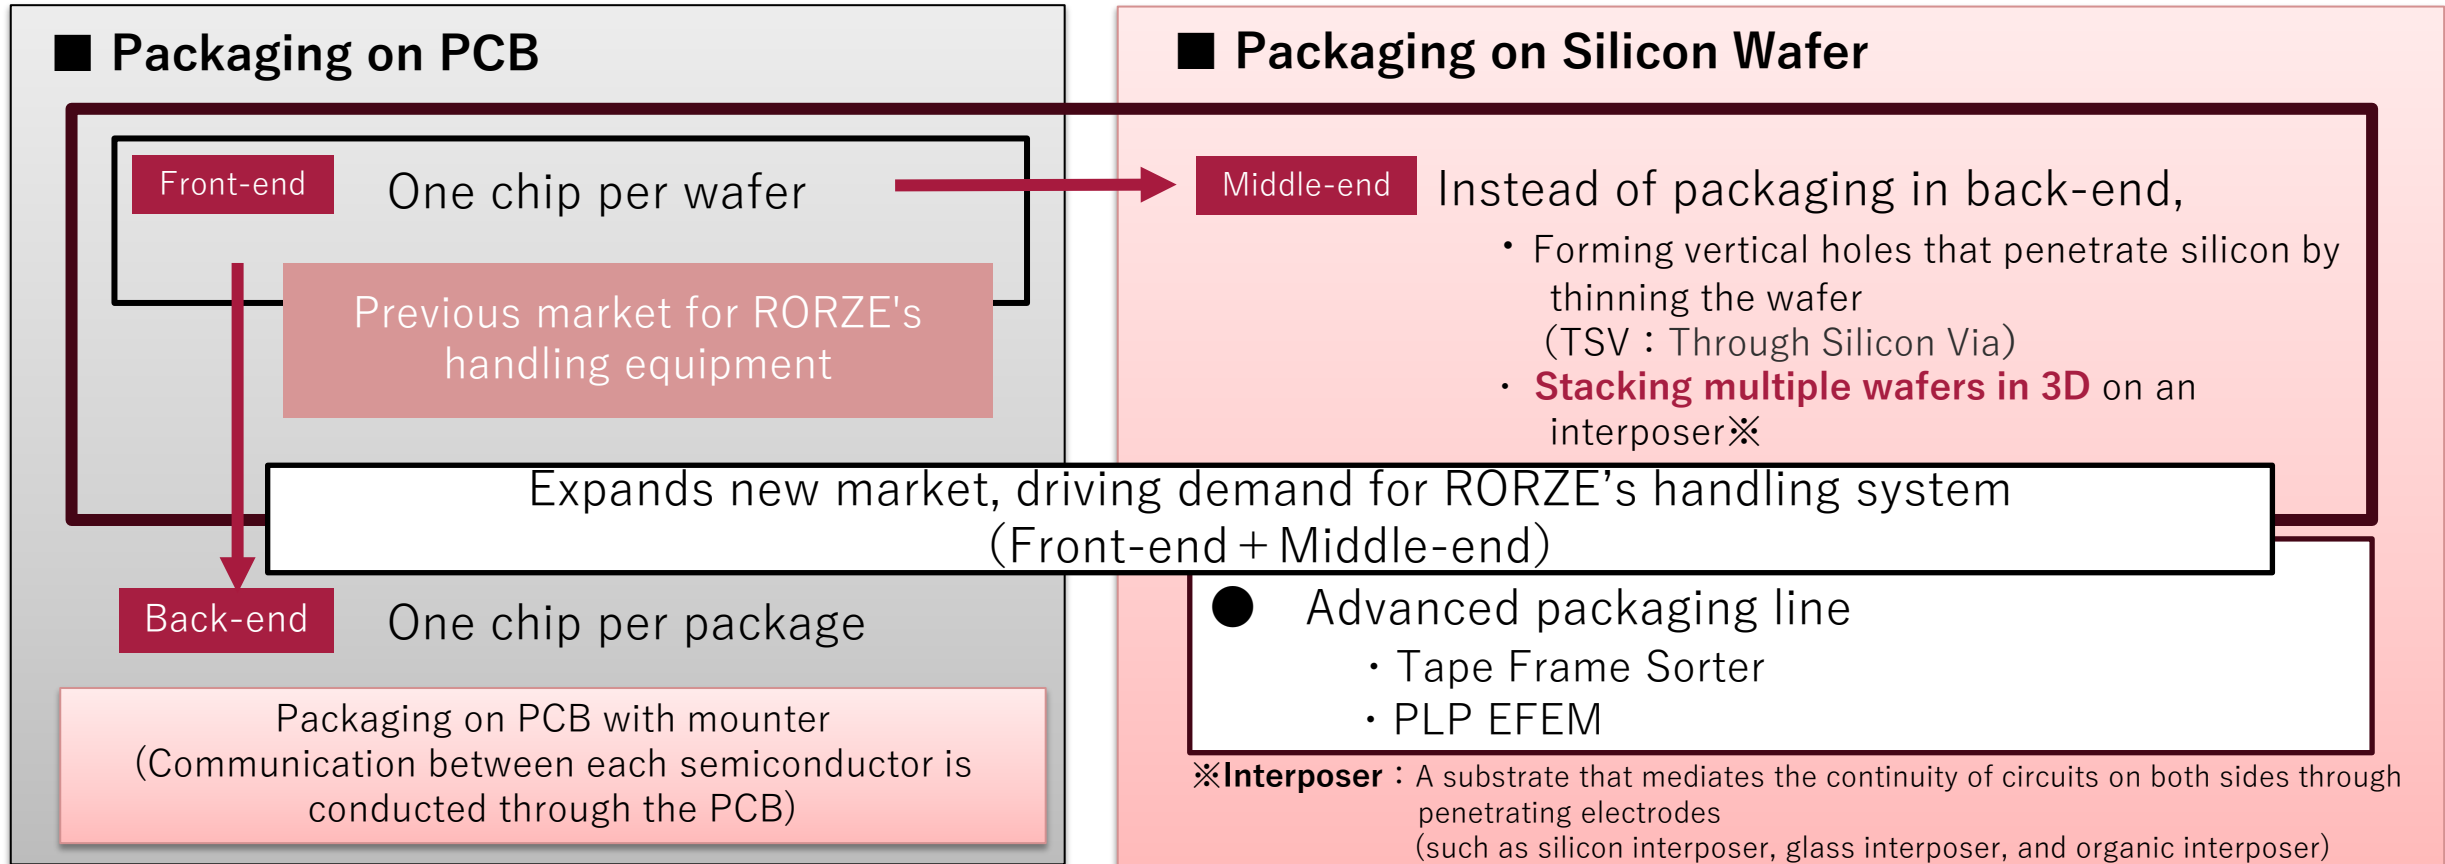 ■ Packaging on PCB
Front-end
One chip per wafer
Previous market for RORZE's
handling equipment
Back-end
One chip per package
Packaging on PCB with mounter
(Communication between each semiconductor is
conducted through the PCB)
■ Packaging on Silicon Wafer
Middle-end
Instead of packaging in back-end,
・Forming vertical holes that penetrate silicon by
thinning the wafer
(TSV：Through Silicon Via)
・Stacking multiple wafers in 3D on an
interposer※
Expands new market, driving demand for RORZE’s handling system
(Front-end＋Middle-end)
● Advanced packaging line
・Tape Frame Sorter
・PLP EFEM
※Interposer：A substrate that mediates the continuity of circuits on both sides through
penetrating electrodes
(such as silicon interposer, glass interposer, and organic interposer)